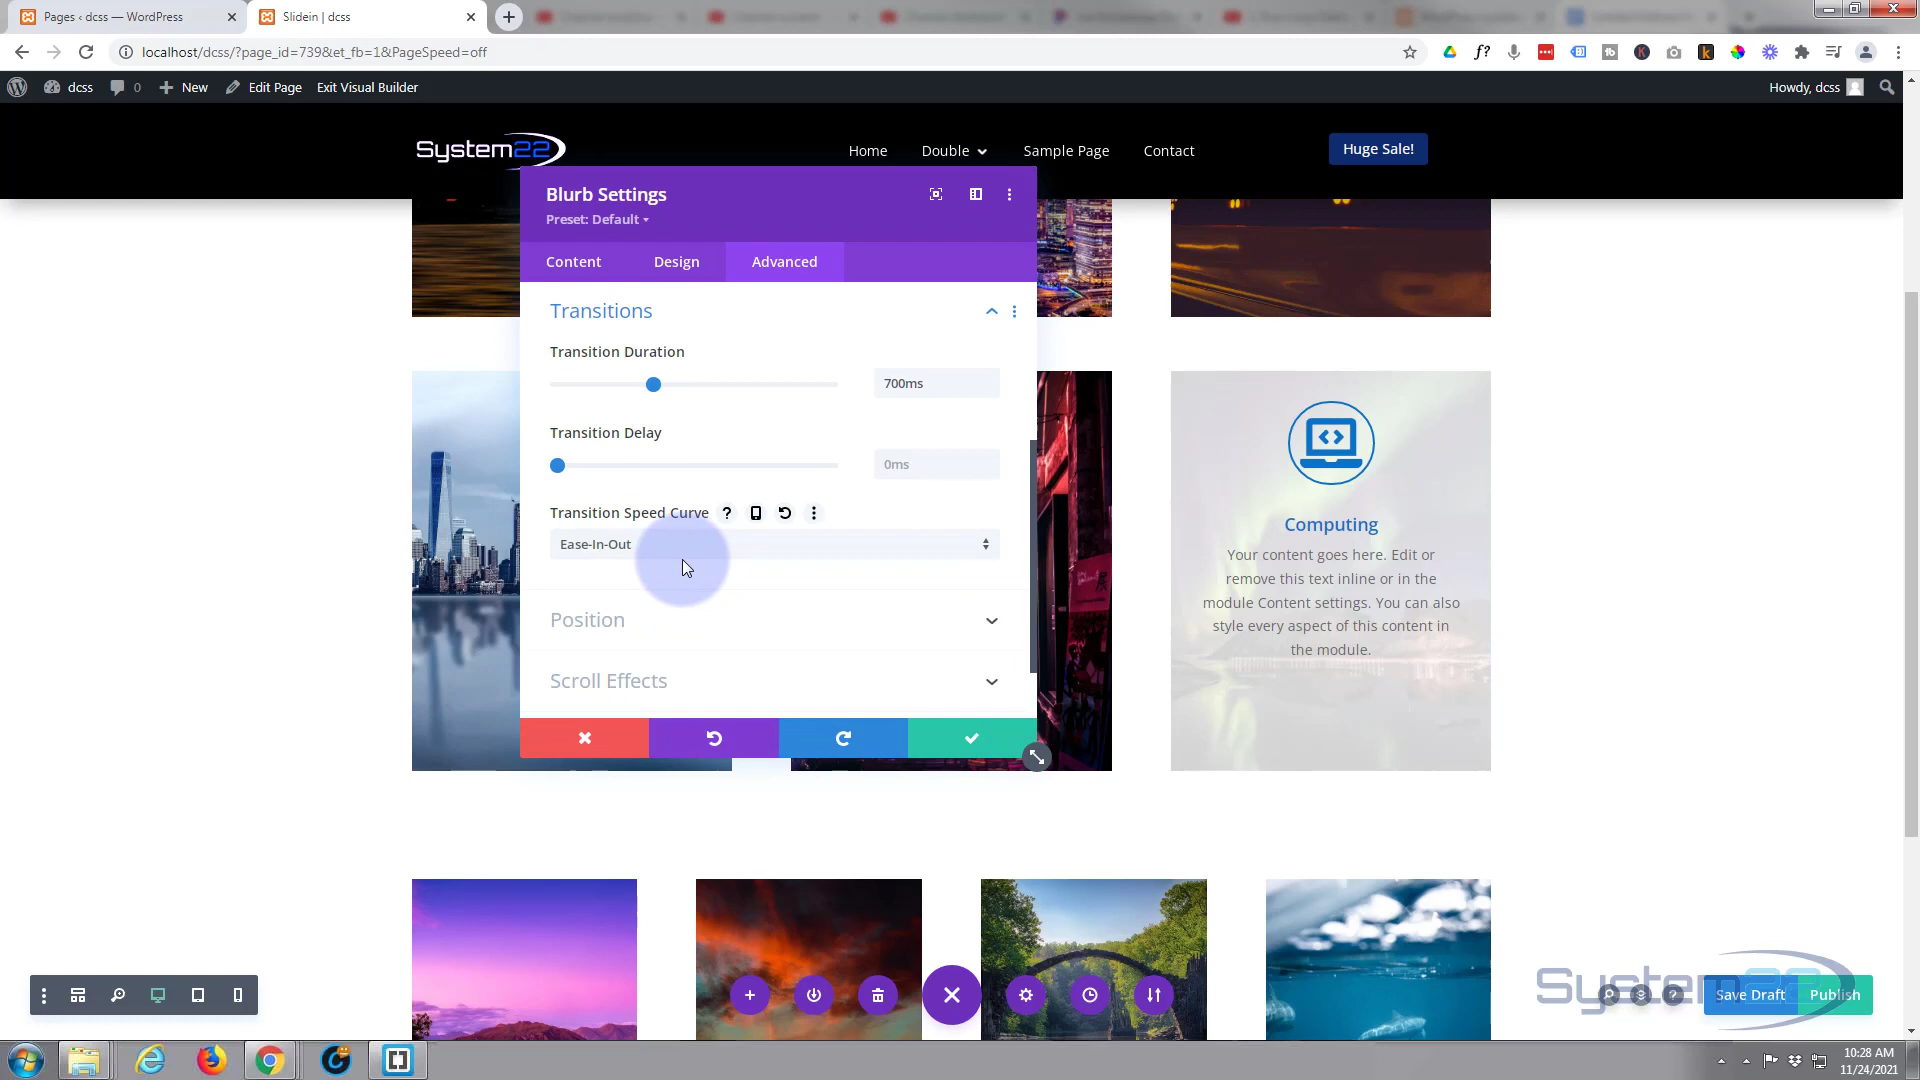 Pages ‹ dcss — WordPress
Slidein | dcss
localhost/dcss/?page_id=739&et_fb=1&PageSpeed=off
dcss
0
New
Edit Page
Exit Visual Builder
Howdy, dcss
System22
Home
Double
Sample Page
Contact
Huge Sale!
Blurb Settings
Preset: Default
Content
Design
Advanced
Transitions
Transition Duration
700ms
Transition Delay
0ms
Transition Speed Curve
Ease-In-Out
Position
Scroll Effects
Computing
Your content goes here. Edit or
remove this text inline or in the
module Content settings. You can also
style every aspect of this content in
the module.
System22
Save Draft
Publish
10:28 AM
11/24/2021